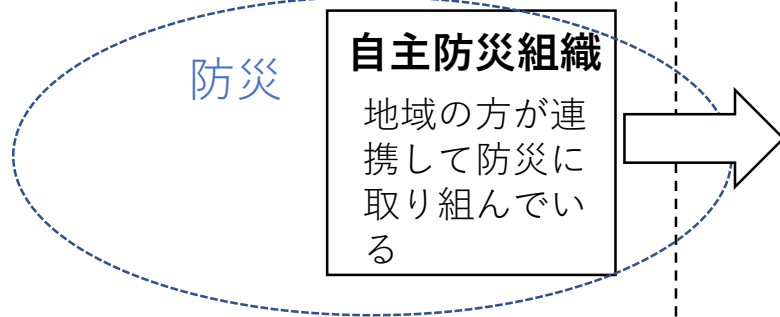 防災
自主防災組織
地域の方が連
携して防災に
取り組んでい
る